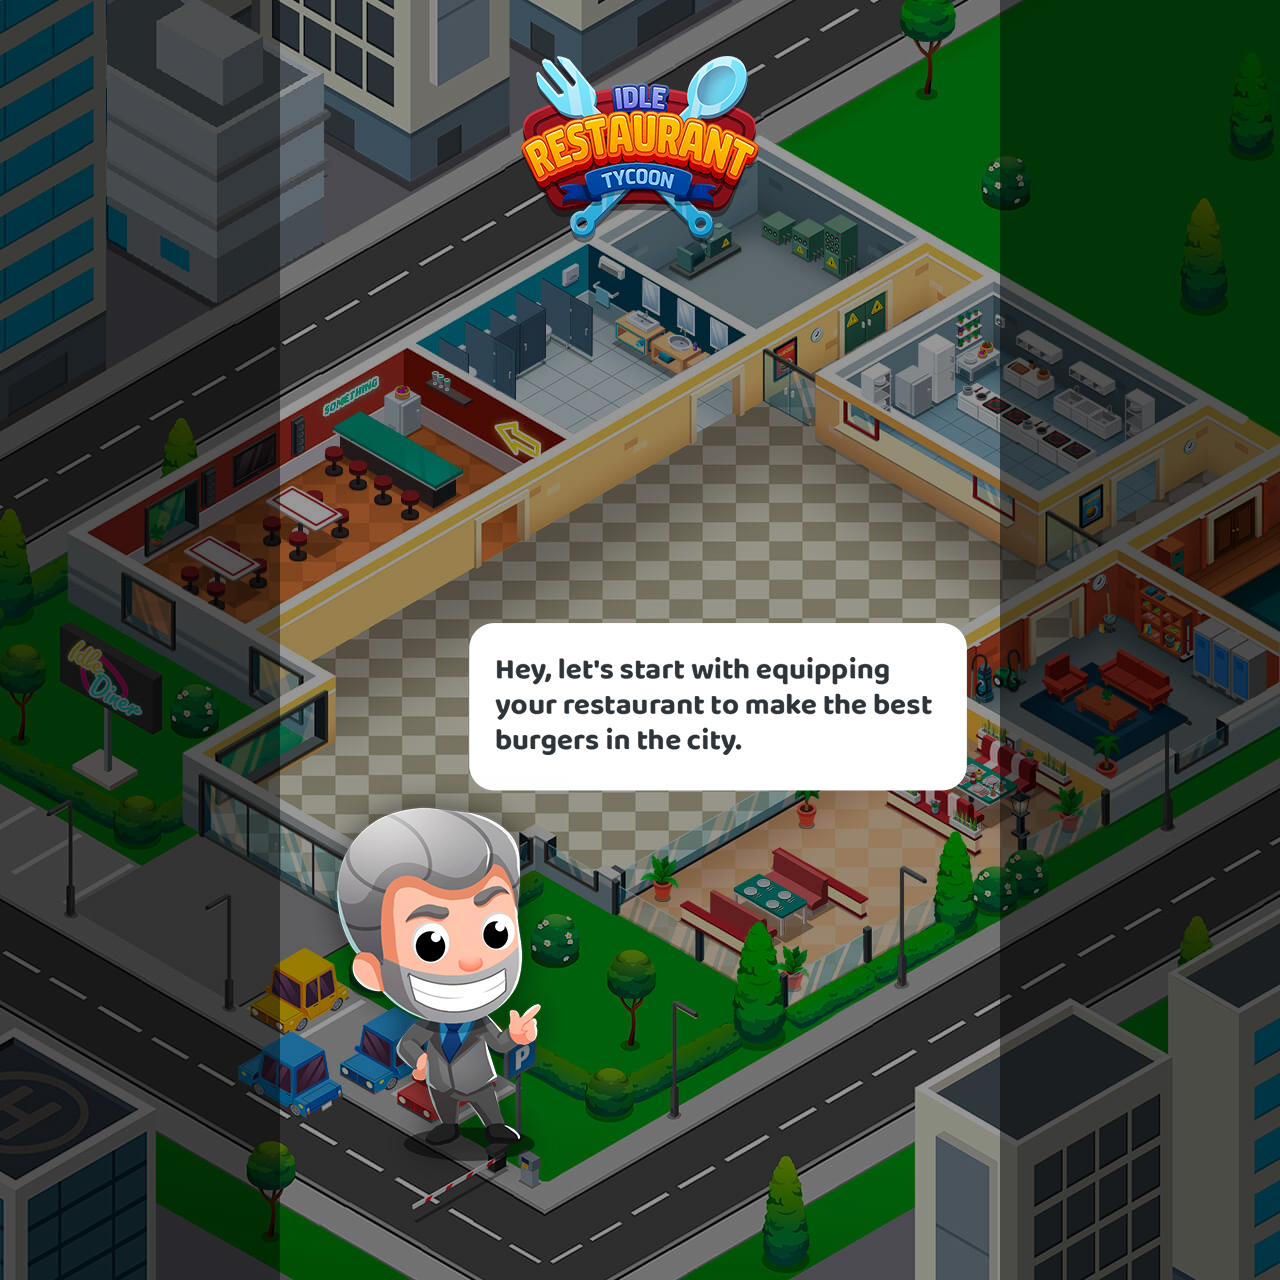 IDLE
RESTAURANT
TYCOON
SOMETHING
Idle
Diner
Hey, let's start with equipping
your restaurant to make the best
burgers in the city.
P
H